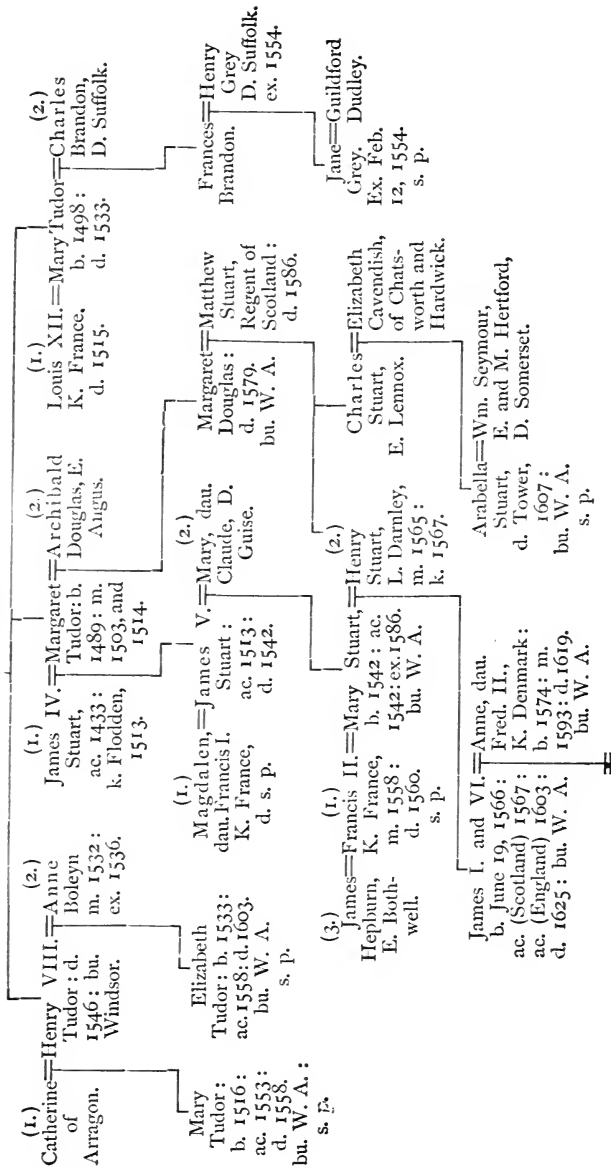 (1.)
Catherine=Henry VIII.=Anne
of
Arragon.
Tudor : d.
1546 : bu.
Windsor.
(2.)
Boleyn
m. 1532 :
ex. 1536.
(1.)
James IV.=Margaret=Archibald
Stuart,
ac. 1433 :
k. Flodden,
1513.
Tudor : b.
1489 : m.
1503, and
1514.
(2.)
Douglas, E.
Angus.
(1.)
Louis XII.=Mary Tudor=Charles
K. France,
d. 1515.
b. 1498 :
d. 1533.
(2.)
Brandon,
D. Suffolk.
Mary
Tudor :
b. 1516 :
ac. 1553 :
d. 1558.
bu. W. A. :
s. p.
Elizabeth
Tudor : b. 1533 :
ac. 1558 : d. 1603.
bu. W. A.
s. p.
(1.)
Magdalen,=James V.=Mary, dau.
dau. Francis I.
K. France,
d. s. p.
Stuart :
ac. 1513 :
d. 1542.
(2.)
Claude, D.
Guise.
Margaret=Matthew
Douglas :
d. 1579.
bu. W. A.
Stuart,
Regent of
Scotland :
d. 1586.
Frances=Henry
Brandon.
Grey
D. Suffolk.
ex. 1554.
(3.)
James=Francis II.=Mary Stuart,=Henry
Hepburn,
E. Both-
well.
(1.)
K. France,
m. 1558 :
d. 1560.
s. p.
b. 1542 : ac.
1542 : ex. 1586.
bu. W. A.
(2.)
Stuart,
L. Darnley,
m. 1565 :
k. 1567.
Charles=Elizabeth
Stuart,
E. Lennox.
Cavendish,
of Chats-
worth and
Hardwick.
Jane=Guildford
Grey.
Ex. Feb.
12, 1554.
s. p.
Dudley.
James I. and VI.=Anne, dau.
b. June 19, 1566 :
ac. (Scotland) 1567 :
ac. (England) 1603 :
d. 1625 : bu. W. A.
Fred. II.,
K. Denmark :
b. 1574 : m.
1593 : d. 1619.
bu. W. A.
Arabella=Wm. Seymour,
Stuart,
d. Tower,
1607 :
bu. W. A.
s. p.
E. and M. Hertford,
D. Somerset.